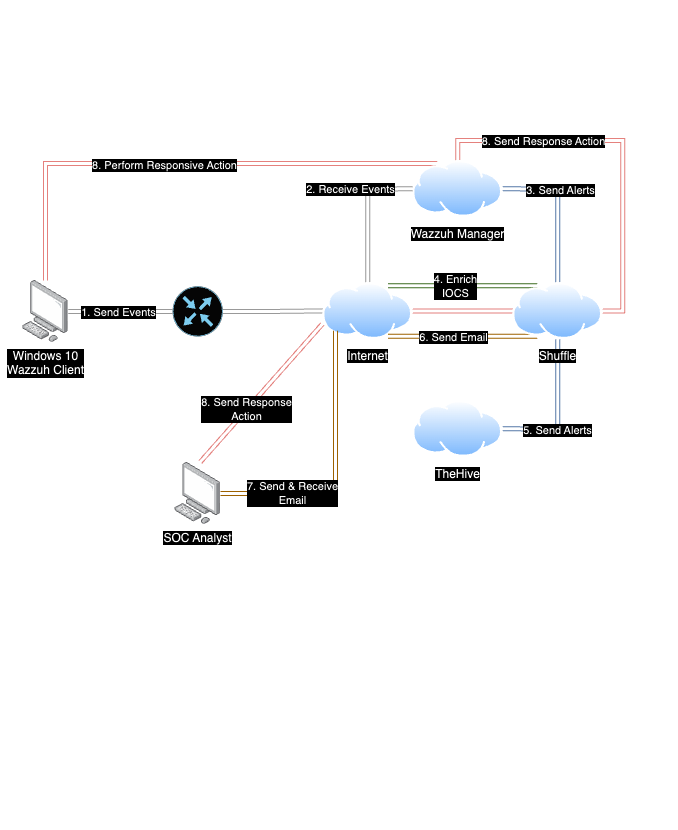 8. Send Response Action
8. Perform Responsive Action
2. Receive Events
3. Send Alerts
Wazzuh Manager
4. Enrich
IOCS
1. Send Events
6. Send Email
Windows 10
Wazzuh Client
Internet
Shuffle
8. Send Response
Action
5. Send Alerts
TheHive
7. Send & Receive
Email
SOC Analyst